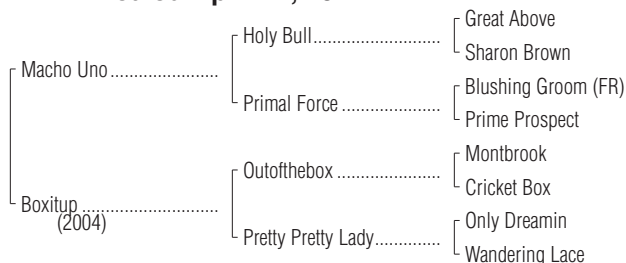 Great Above
Holy Bull
Sharon Brown
Macho Uno
Blushing Groom (FR)
Primal Force
Prime Prospect
Montbrook
Outofthebox
Cricket Box
Boxitup
(2004)
Only Dreamin
Pretty Pretty Lady
Wandering Lace